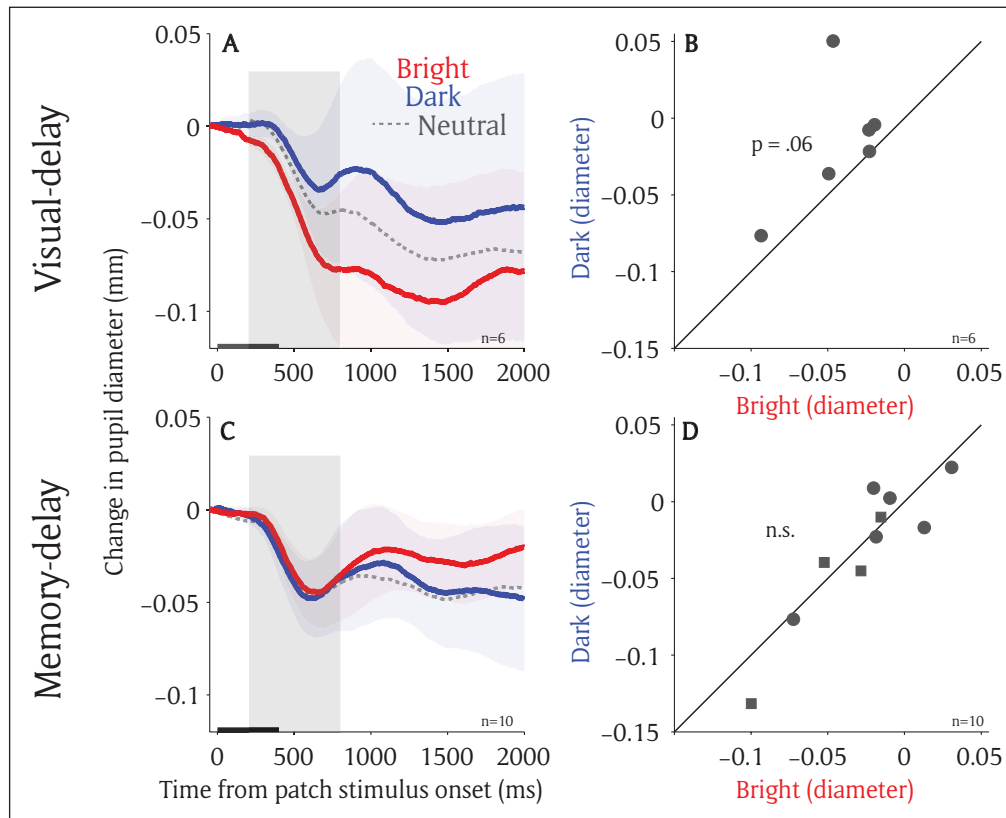 Visual-delay
Memory-delay
Change in pupil diameter (mm)
A
Bright
Dark
Neutral
0.05
0
−0.05
−0.1
n=6
0
500
1000
1500
2000
B
Dark (diameter)
0.05
0
−0.05
−0.1
−0.15
p = .06
n=6
−0.1
−0.05
0
0.05
Bright (diameter)
C
0.05
0
−0.05
−0.1
n=10
0
500
1000
1500
2000
Time from patch stimulus onset (ms)
D
Dark (diameter)
0.05
0
−0.05
−0.1
−0.15
n.s.
n=10
−0.1
−0.05
0
0.05
Bright (diameter)